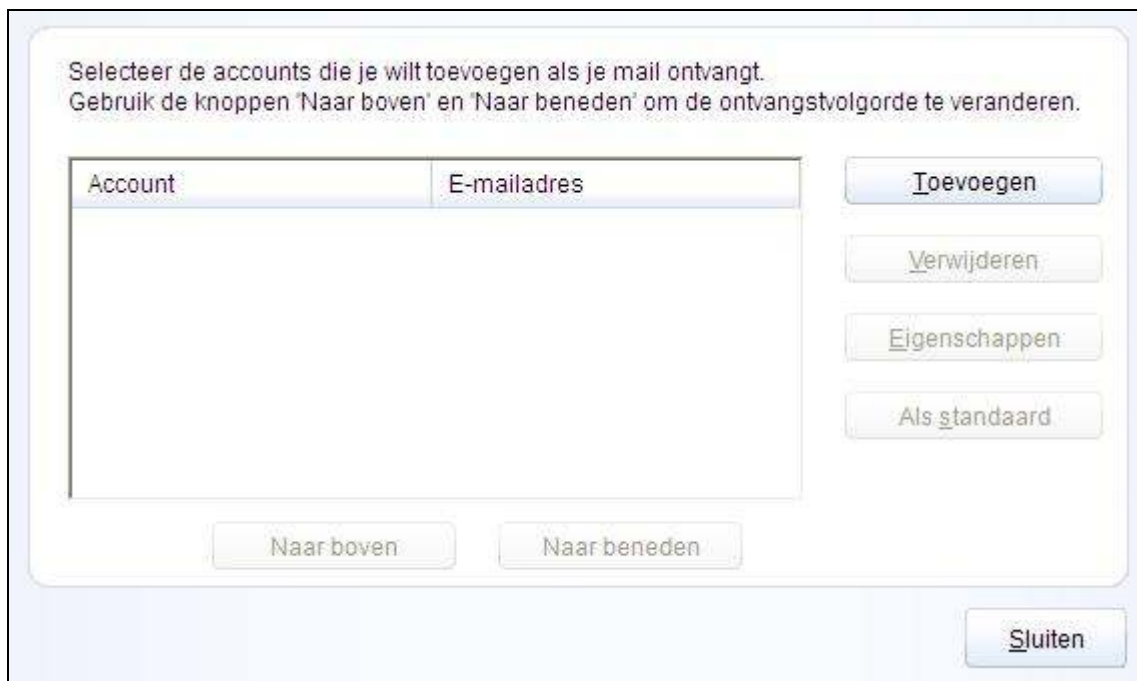 Selecteer de accounts die je wilt toevoegen als je mail ontvangt.
Gebruik de knoppen 'Naar boven' en 'Naar beneden' om de ontvangstvolgorde te veranderen.
Account E-mailadres
Toevoegen
Verwijderen
Eigenschappen
Als standaard
Naar boven Naar beneden
Sluiten